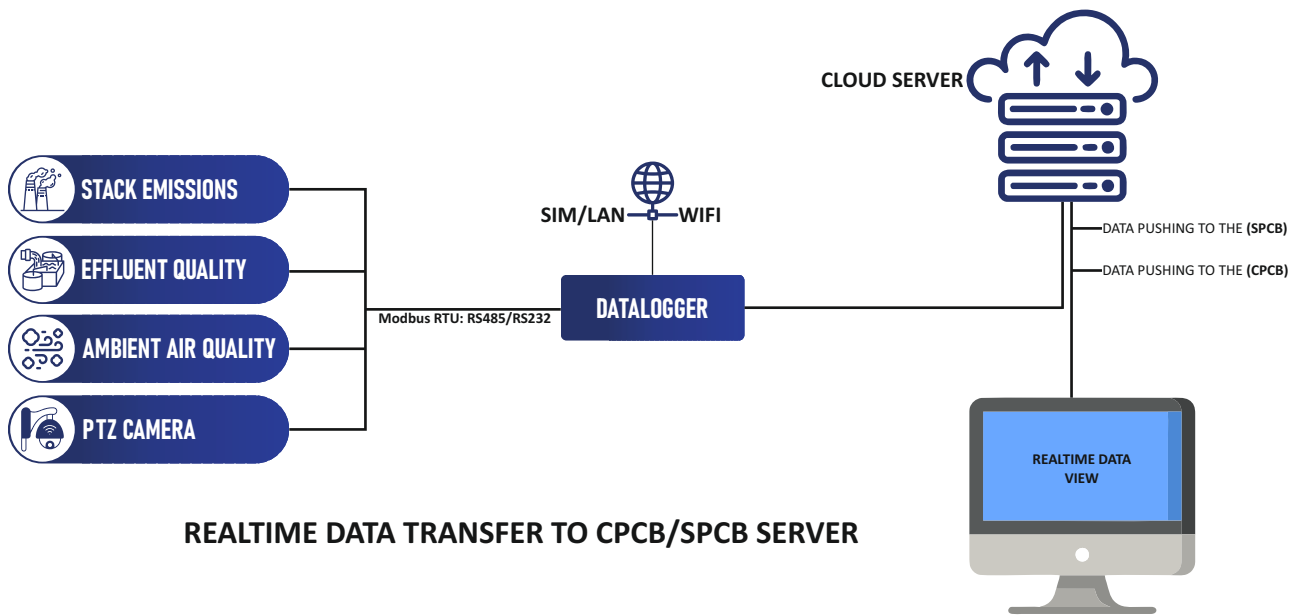 CLOUD SERVER
STACK EMISSIONS
SIM/LAN WIFI
DATA PUSHING TO THE (SPCB)
EFFLUENT QUALITY
DATA PUSHING TO THE (CPCB)
DATALOGGER
Modbus RTU: RS485/RS232
AMBIENT AIR QUALITY
PTZ CAMERA
REALTIME DATA
VIEW
REALTIME DATA TRANSFER TO CPCB/SPCB SERVER